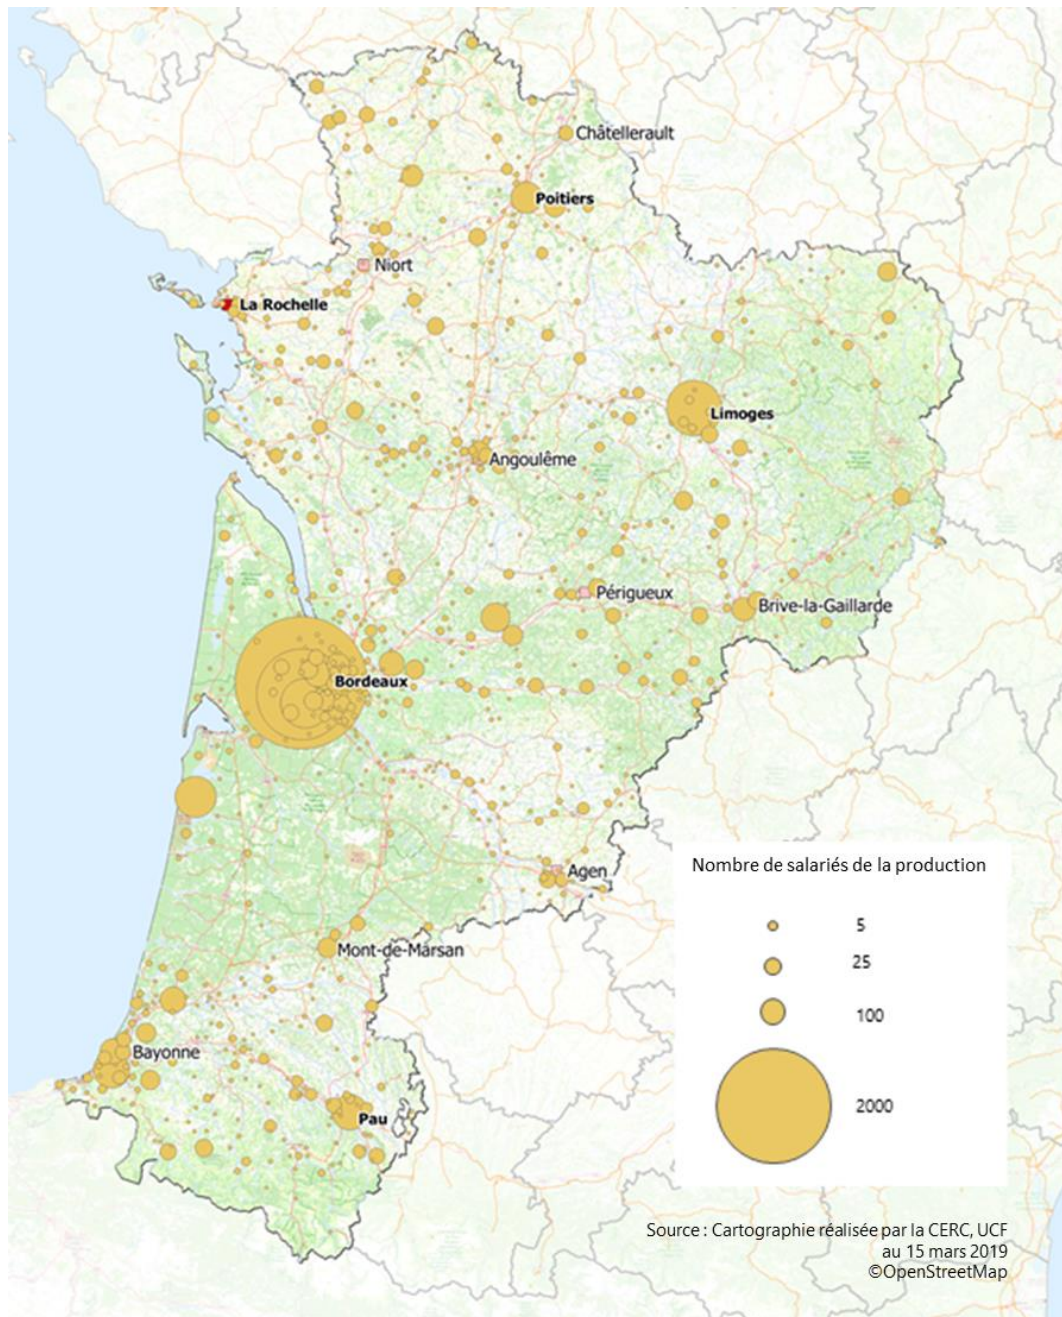 Châtellerault
Poitiers
Niort
La Rochelle
Limoges
Angoulême
Périgueux
Brive-la-Gaillarde
Bordeaux
Agen
Mont-de-Marsan
Bayonne
Pau
Nombre de salariés de la production
5
25
100
2000
Source : Cartographie réalisée par la CERC, UCF
au 15 mars 2019
©OpenStreetMap